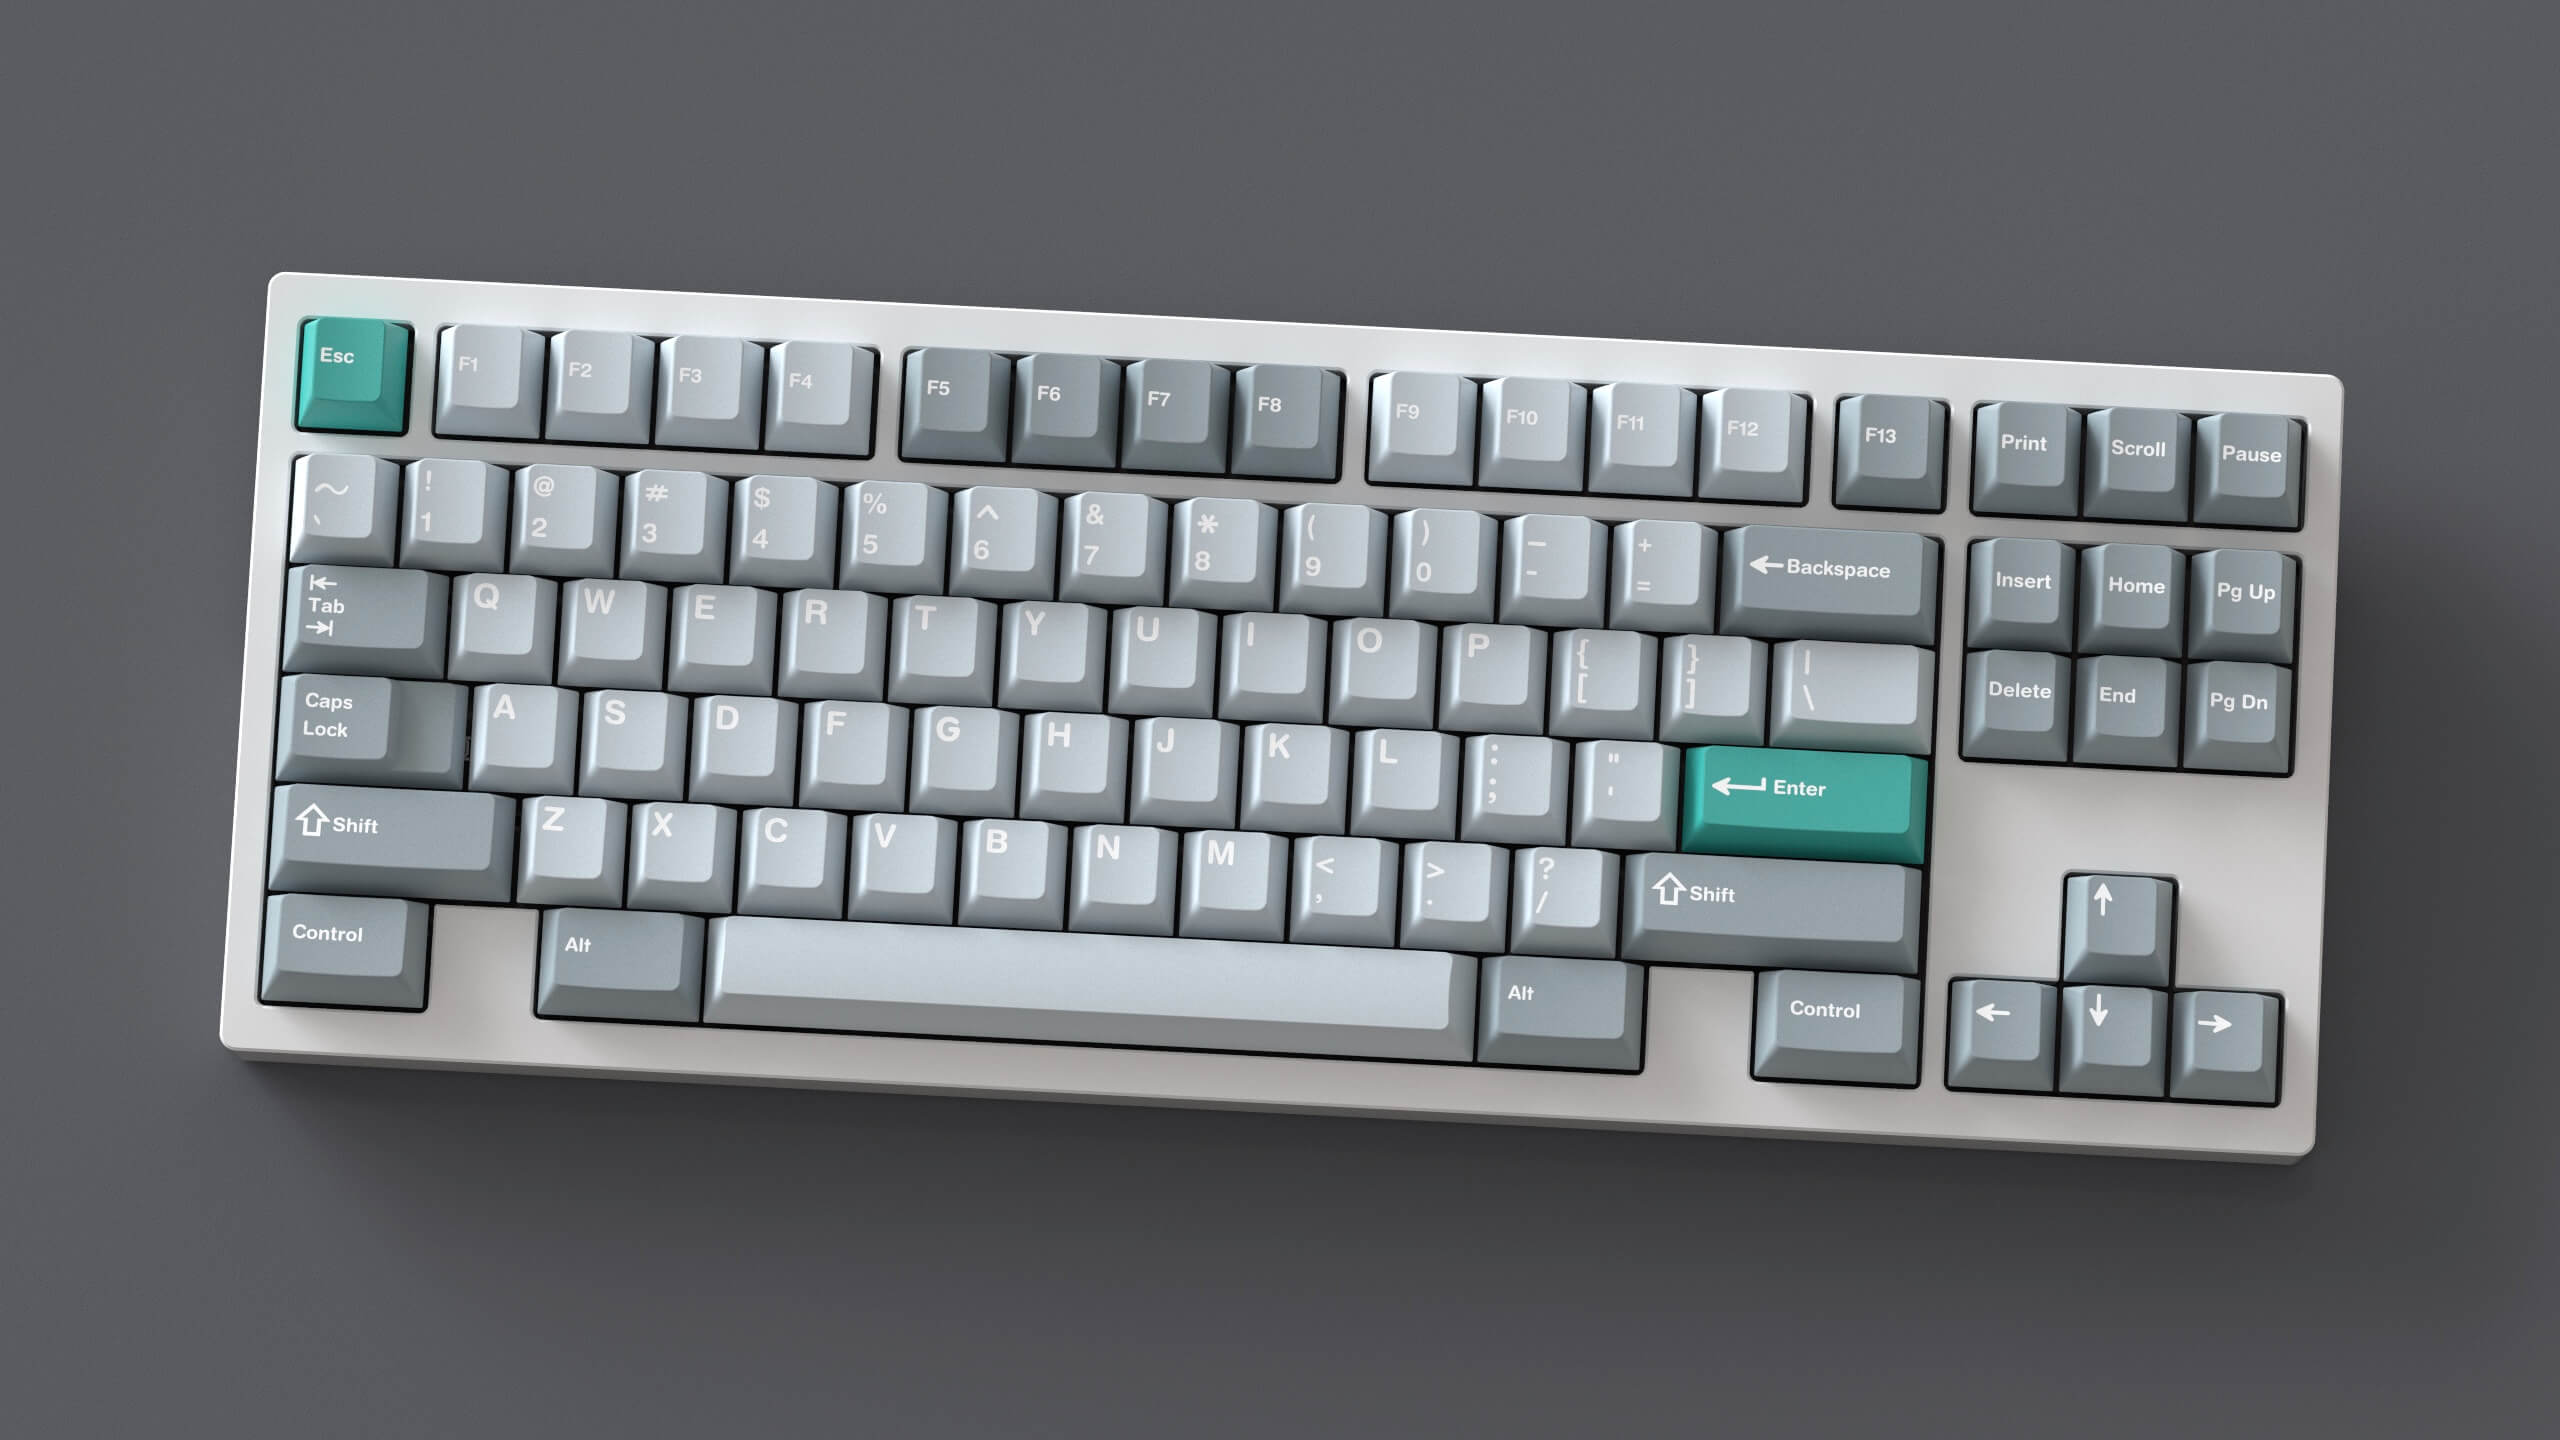 Esc F1 F2 F3 F4 F5 F6 F7 F8 F9 F10 F11 F12 F13 Print Scroll Pause
~ ! @ # $ % ^ & * ( ) — +
` 1 2 3 4 5 6 7 8 9 0 - = ←Backspace Insert Home Pg Up
⇤
Tab
⇥
Q W E R T Y U I O P { } |
[ ] \ Delete End Pg Dn
Caps
Lock
A S D F G H J K L : "
; ' ↵ Enter
⇧Shift Z X C V B N M < > ? ⇧Shift ↑
, . /
Control Alt Alt Control ← ↓ →